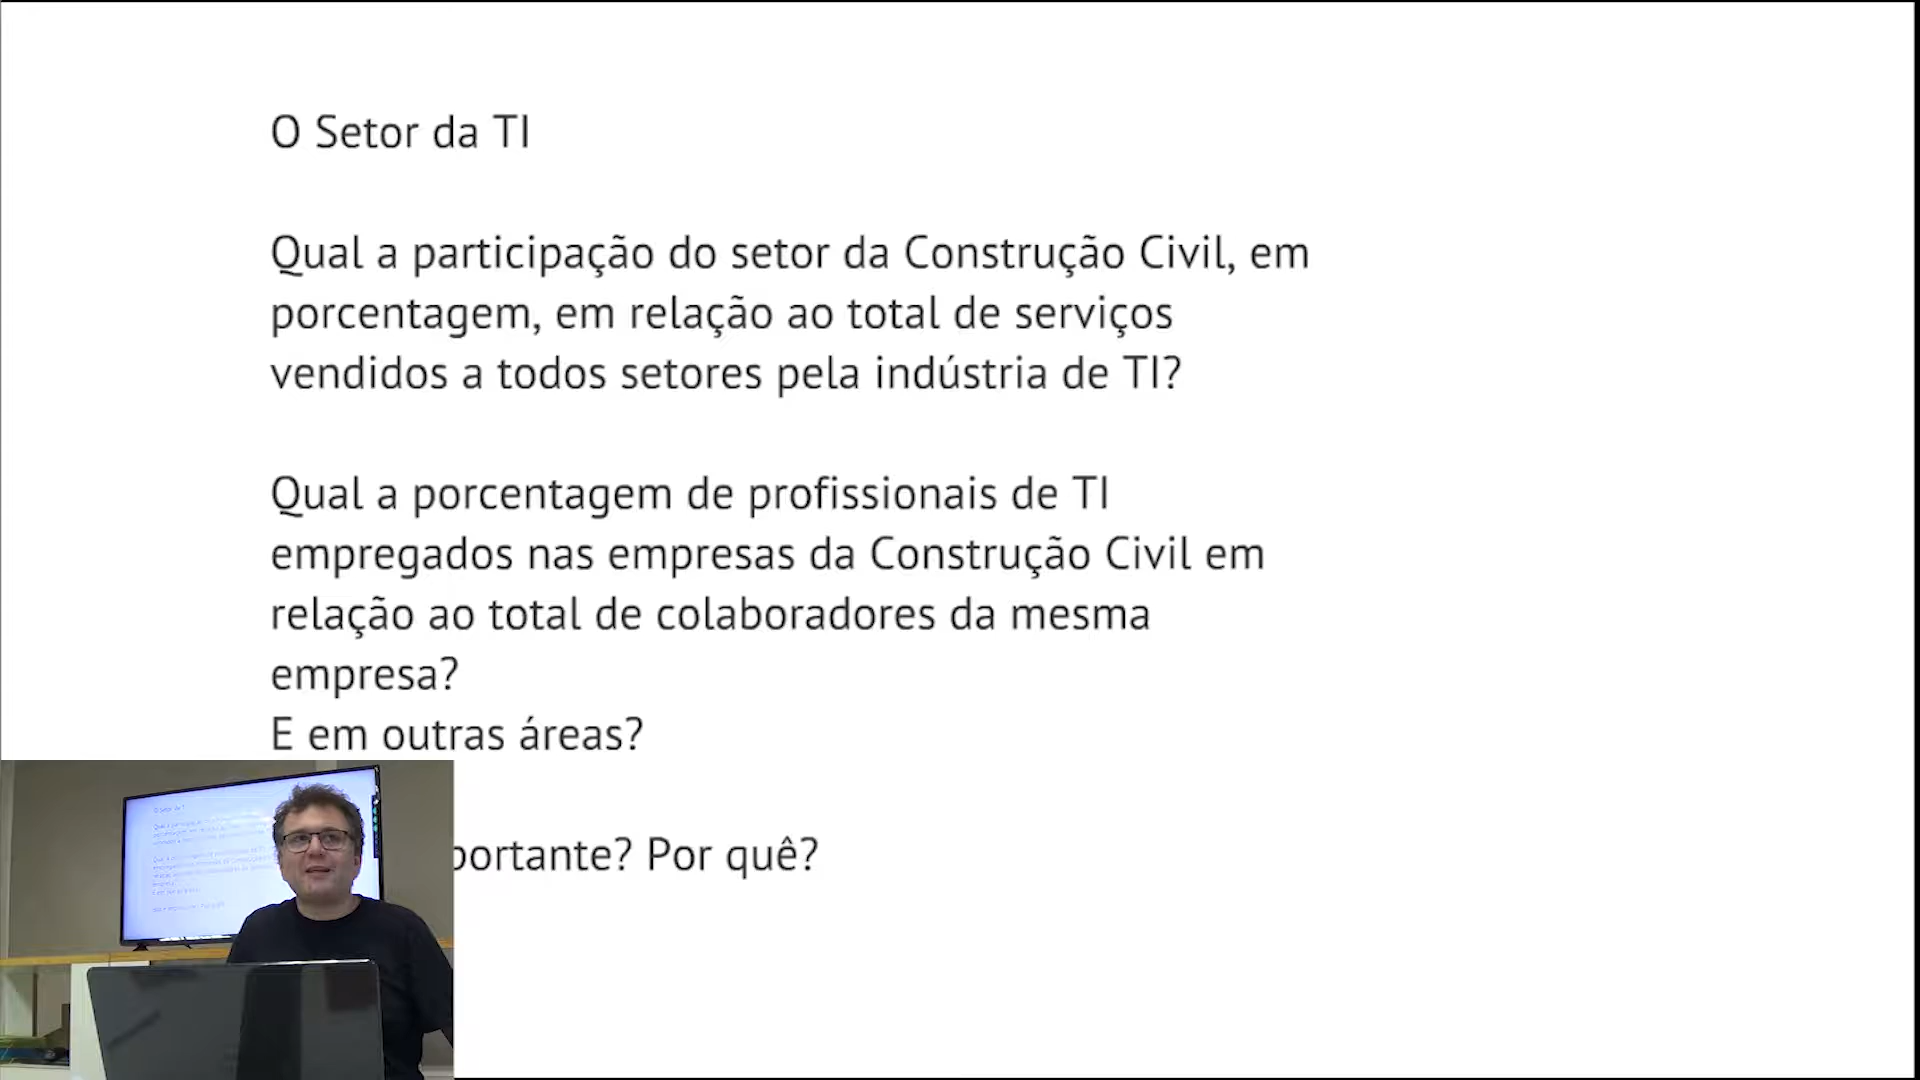 O Setor da TI
Qual a participação do setor da Construção Civil, em
porcentagem, em relação ao total de serviços
vendidos a todos setores pela indústria de TI?
Qual a porcentagem de profissionais de TI
empregados nas empresas da Construção Civil em
relação ao total de colaboradores da mesma
empresa?
E em outras áreas?
portante? Por quê?